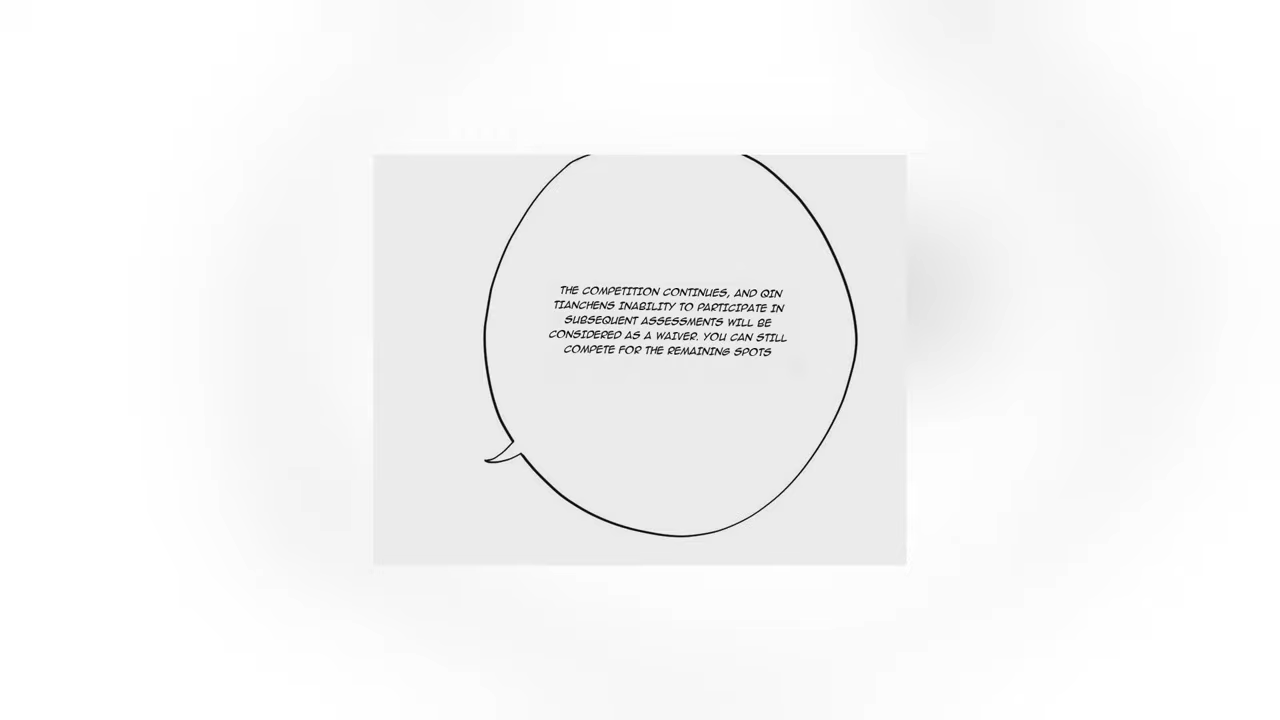 THE COMPETITION CONTINUES, AND QIN
TIANCHENS INABILITY TO PARTICIPATE IN
SUBSEQUENT ASSESSMENTS WILL BE
CONSIDERED AS A WAIVER. YOU CAN STILL
COMPETE FOR THE REMAINING SPOTS